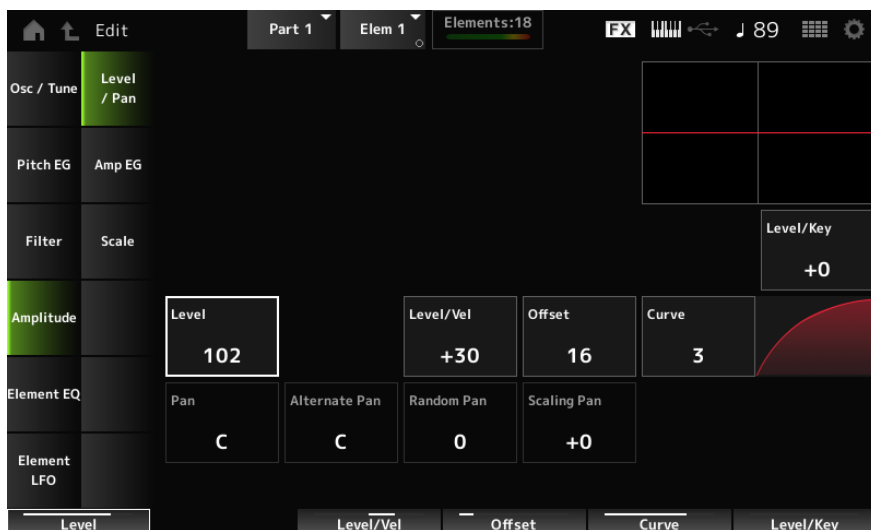 Edit
Part 1
Elem 1
Elements:18
FX
♩ 89
Osc / Tune
Level
/ Pan
Pitch EG
Amp EG
Filter
Scale
Level/Key
+0
Amplitude
Level
102
Level/Vel
+30
Offset
16
Curve
3
Element EQ
Pan
C
Alternate Pan
C
Random Pan
0
Scaling Pan
+0
Element
LFO
Level
Level/Vel
Offset
Curve
Level/Key